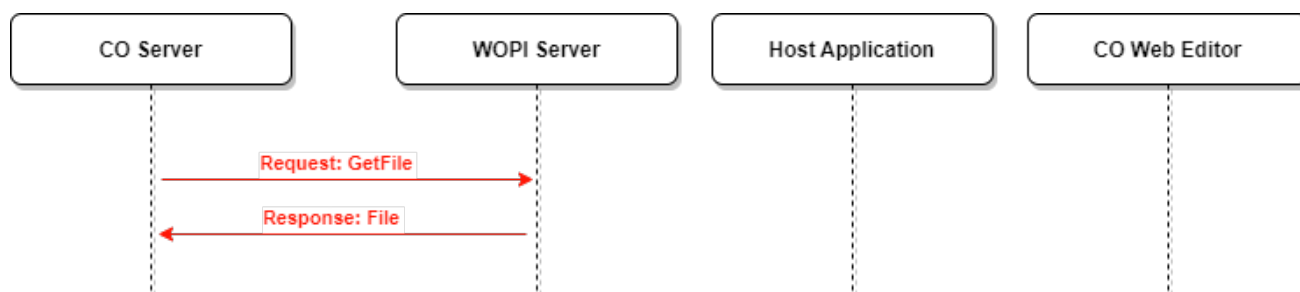 CO Server
WOPI Server
Host Application
CO Web Editor
Request: GetFile
Response: File